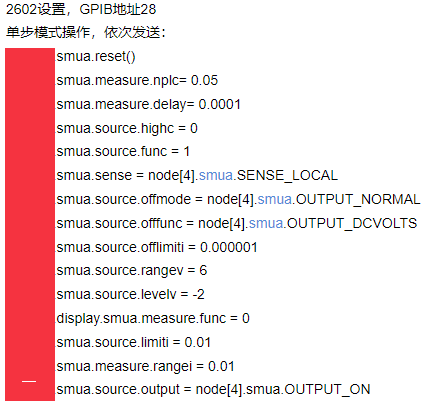 2602设置，GPIB地址28
单步模式操作，依次发送：
smua.reset()
smua.measure.nplc= 0.05
smua.measure.delay= 0.0001
smua.source.highc = 0
smua.source.func = 1
smua.sense = node[4].smua.SENSE_LOCAL
smua.source.offmode = node[4].smua.OUTPUT_NORMAL
smua.source.offfunc = node[4].smua.OUTPUT_DCVOLTS
smua.source.offlimiti = 0.000001
smua.source.rangev = 6
smua.source.levelv = -2
display.smua.measure.func = 0
smua.source.limiti = 0.01
smua.measure.rangei = 0.01
smua.source.output = node[4].smua.OUTPUT_ON